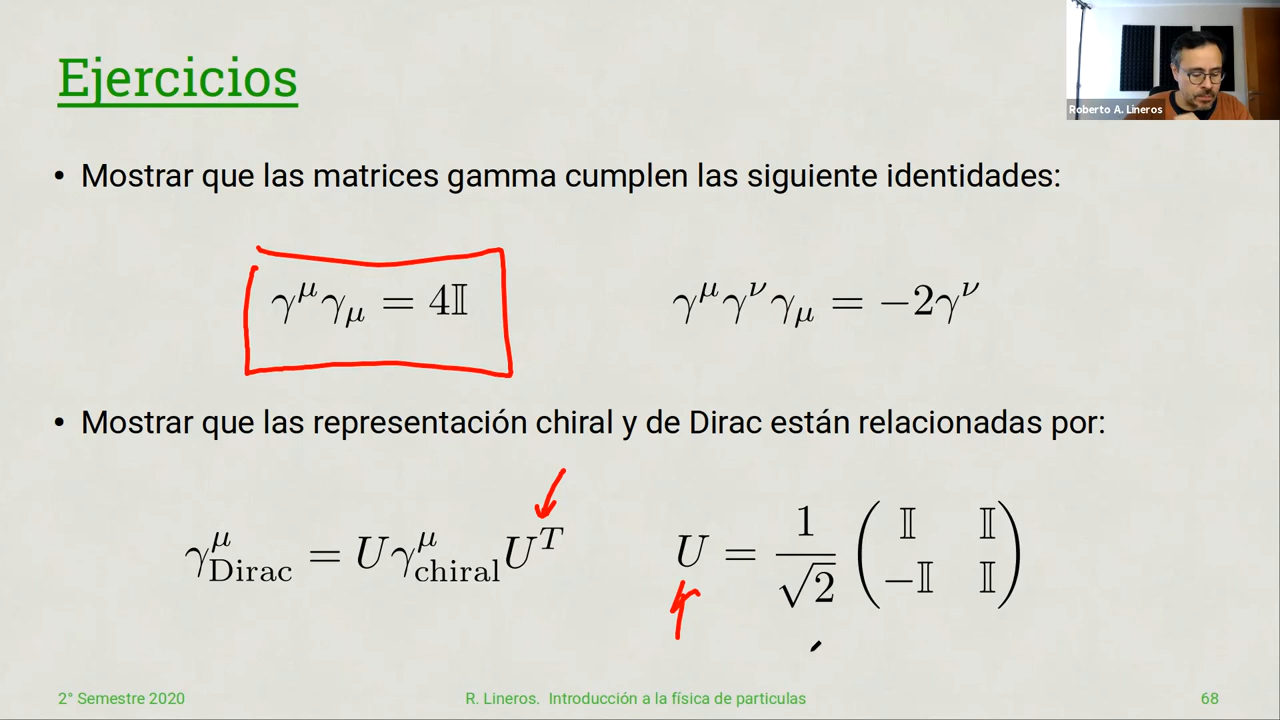 Ejercicios
Roberto A. Lineros
• Mostrar que las matrices gamma cumplen las siguiente identidades:
γ^μ γ_μ = 4𝕀
γ^μ γ^ν γ_μ = −2γ^ν
• Mostrar que las representación chiral y de Dirac están relacionadas por:
γ^μ_Dirac = U γ^μ_chiral U^T
U = 1/√2 ( 𝕀 𝕀
−𝕀 𝕀 )
2° Semestre 2020
R. Lineros. Introducción a la física de particulas
68